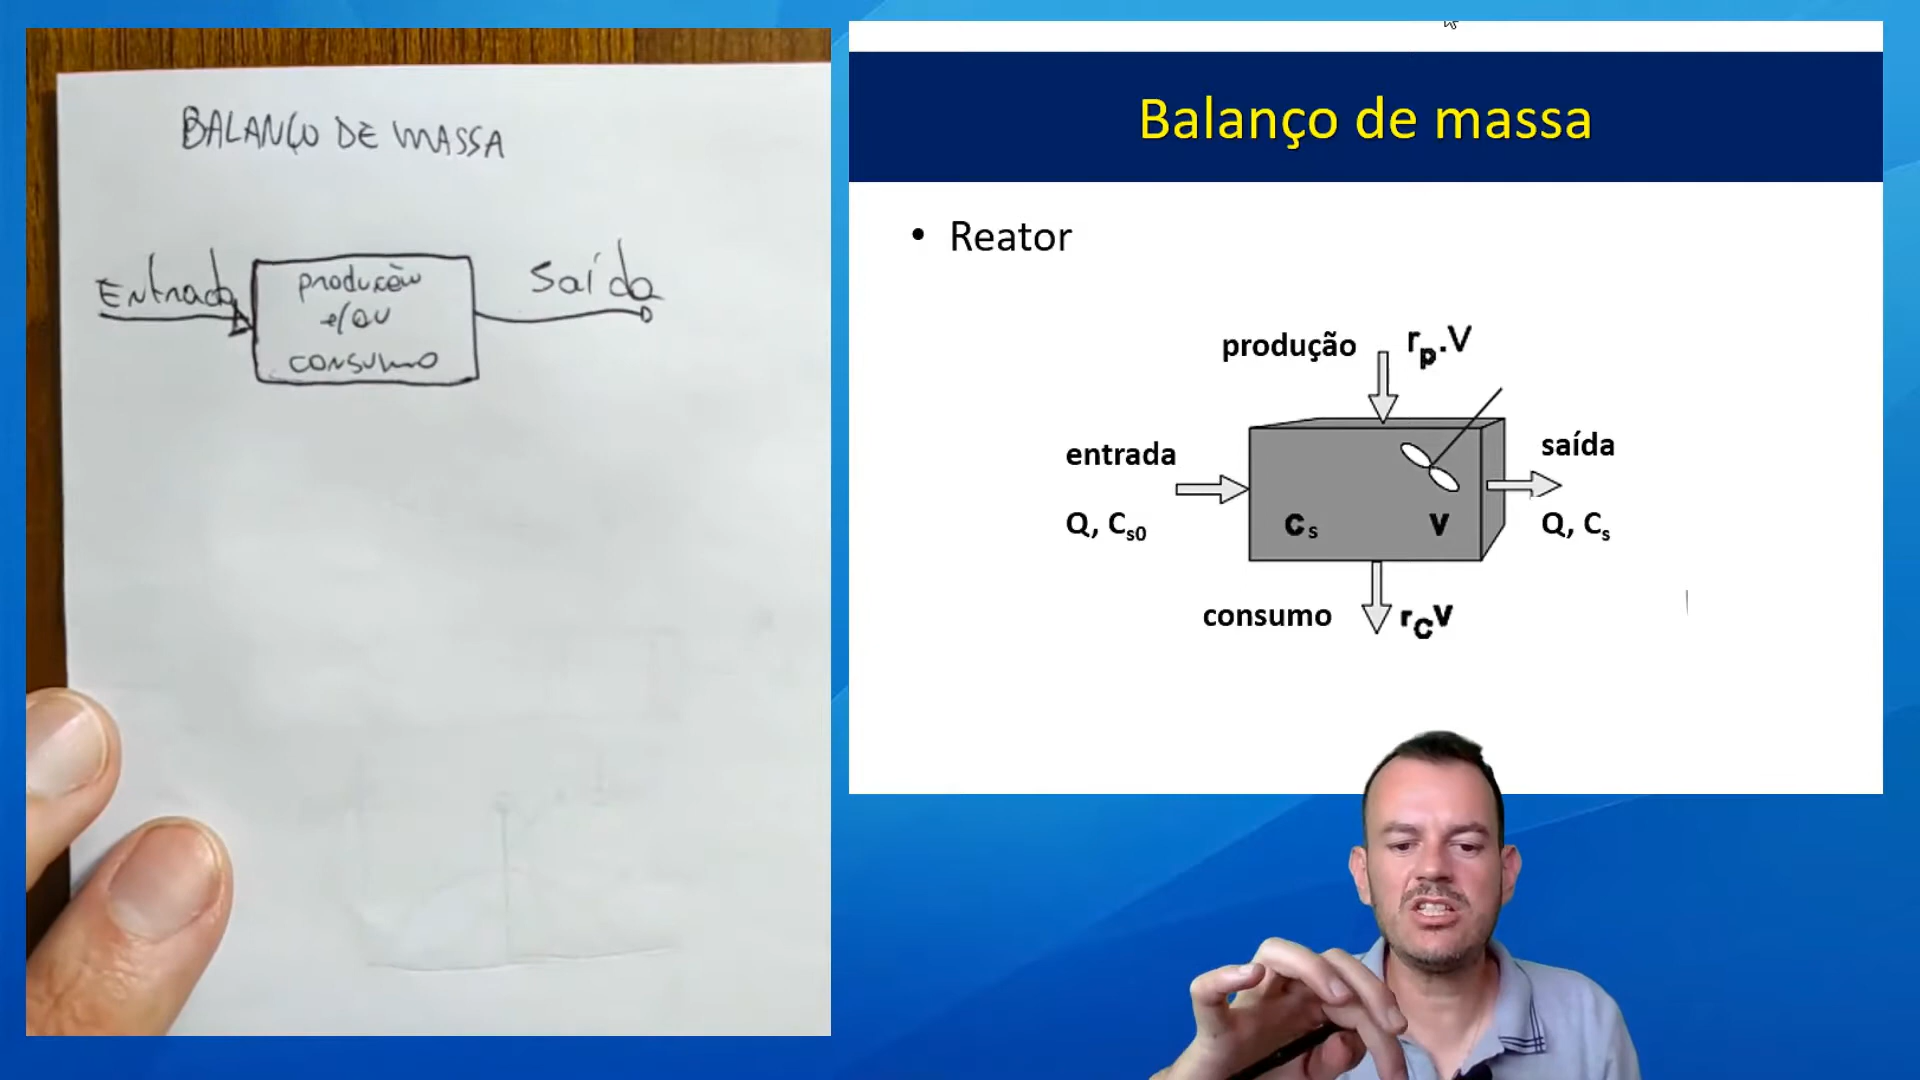 BALANÇO DE MASSA
Entrada
produção
e/ou
consumo
Saída
Balanço de massa
• Reator
produção
rp.V
entrada
saída
Q, Cs0
Cs
V
Q, Cs
consumo
rCV